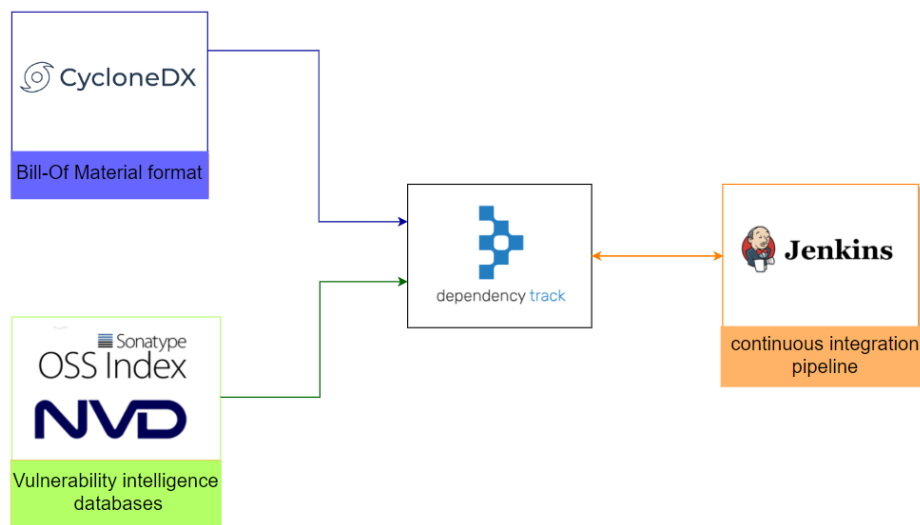 CycloneDX
Bill-Of Material format
dependency track
Jenkins
continuous integration
pipeline
Sonatype
OSS Index
NVD
Vulnerability intelligence
databases